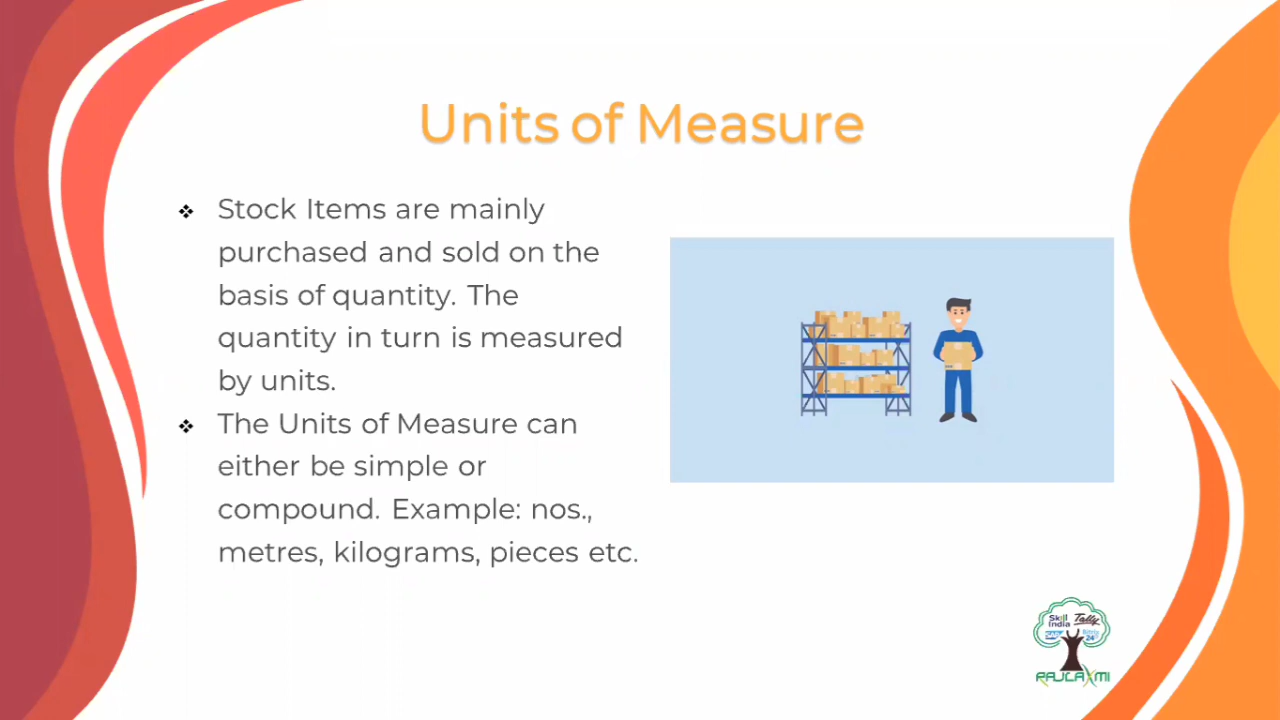 Units of Measure
❖ Stock Items are mainly
purchased and sold on the
basis of quantity. The
quantity in turn is measured
by units.
❖ The Units of Measure can
either be simple or
compound. Example: nos.,
metres, kilograms, pieces etc.
Skill
India
Tally
24
RAJLAXMI